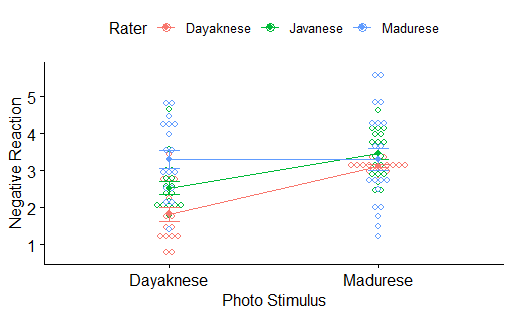 Rater Dayaknese Javanese Madurese
Negative Reaction
5
4
3
2
1
Dayaknese Madurese
Photo Stimulus